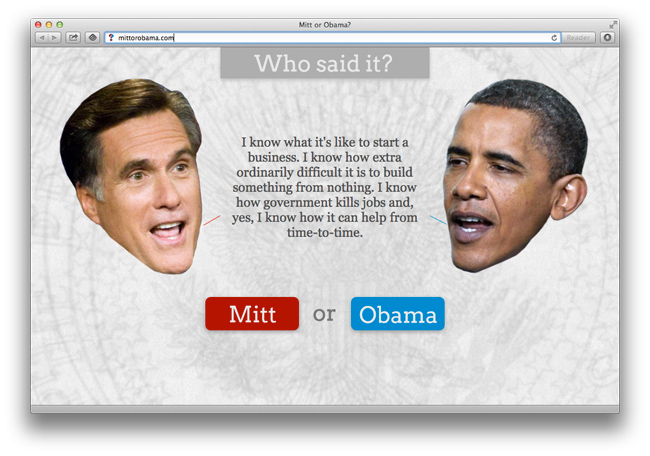 Mitt or Obama?
mittorobama.com
Reader
Who said it?
I know what it's like to start a
business. I know how extra
ordinarily difficult it is to build
something from nothing. I know
how government kills jobs and,
yes, I know how it can help from
time-to-time.
Mitt or Obama